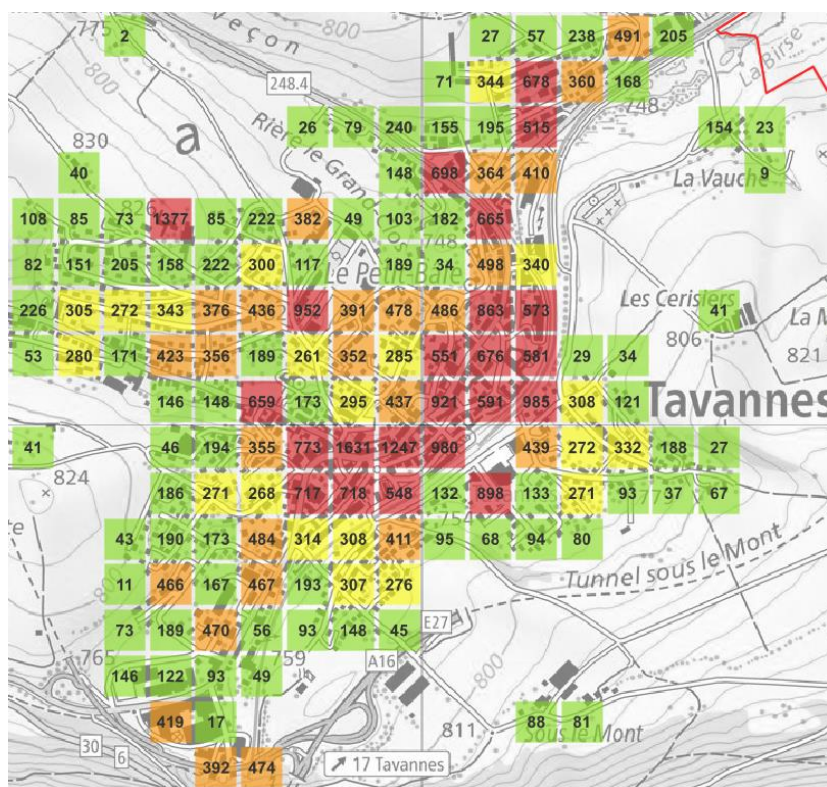 775 2 800 veçon 27 57 238 491 205
248.4 71 344 678 360 168 La Birse
800 26 79 240 155 195 515 748 154 23
a Rière le Grand
830 40 148 698 364 410 La Vauche 9
108 85 73 826 1377 85 222 382 49 103 182 665
748
82 151 205 158 222 300 117 Le Petit 189 34 498 340
226 305 272 343 376 436 952 391 478 486 863 573 Les Cerisiers 41 La M
806 821
53 280 171 423 356 189 261 352 285 551 676 581 29 34
146 148 659 173 295 437 921 591 985 308 121 Tavannes
41 46 194 355 773 1631 1247 980 439 272 332 188 27
824
186 271 268 717 718 548 132 898 133 271 93 37 67
te 754
43 190 173 484 314 308 411 95 68 94 80
Tunnel sous le Mont
800 11 466 167 467 193 307 276
E27
73 189 470 56 93 148 45
765 759 A16 800
146 122 93 49
419 17 811 88 81
30 6 Sous le Mont
392 474 17 Tavannes